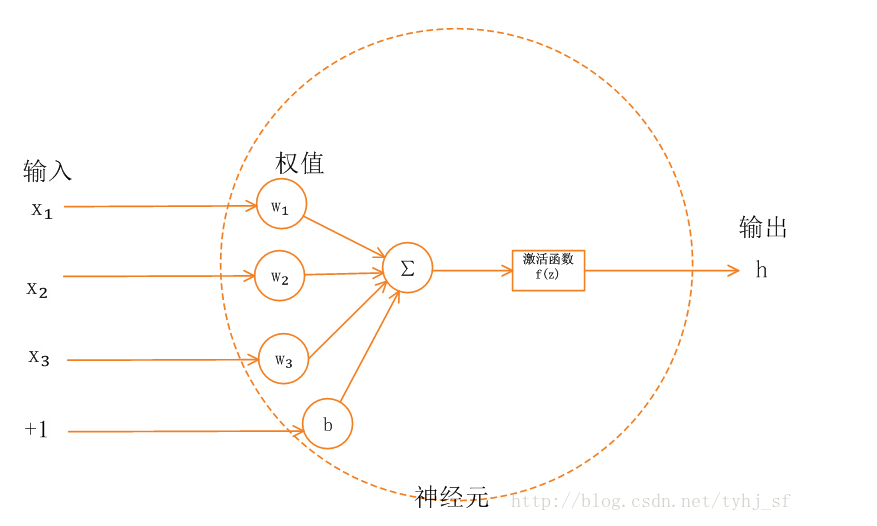 输入
权值
x₁
w₁
x₂
w₂
x₃
w₃
+1
b
Σ
激活函数
f(z)
输出
h
神经元
http://blog.csdn.net/tyhj_sf